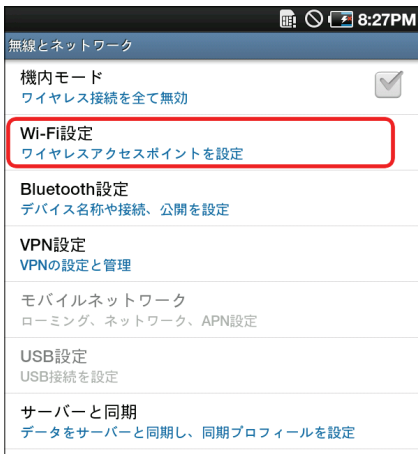 8:27PM
無線とネットワーク
機内モード
ワイヤレス接続を全て無効
Wi-Fi設定
ワイヤレスアクセスポイントを設定
Bluetooth設定
デバイス名称や接続、公開を設定
VPN設定
VPNの設定と管理
モバイルネットワーク
ローミング、ネットワーク、APN設定
USB設定
USB接続を設定
サーバーと同期
データをサーバーと同期し、同期プロフィールを設定